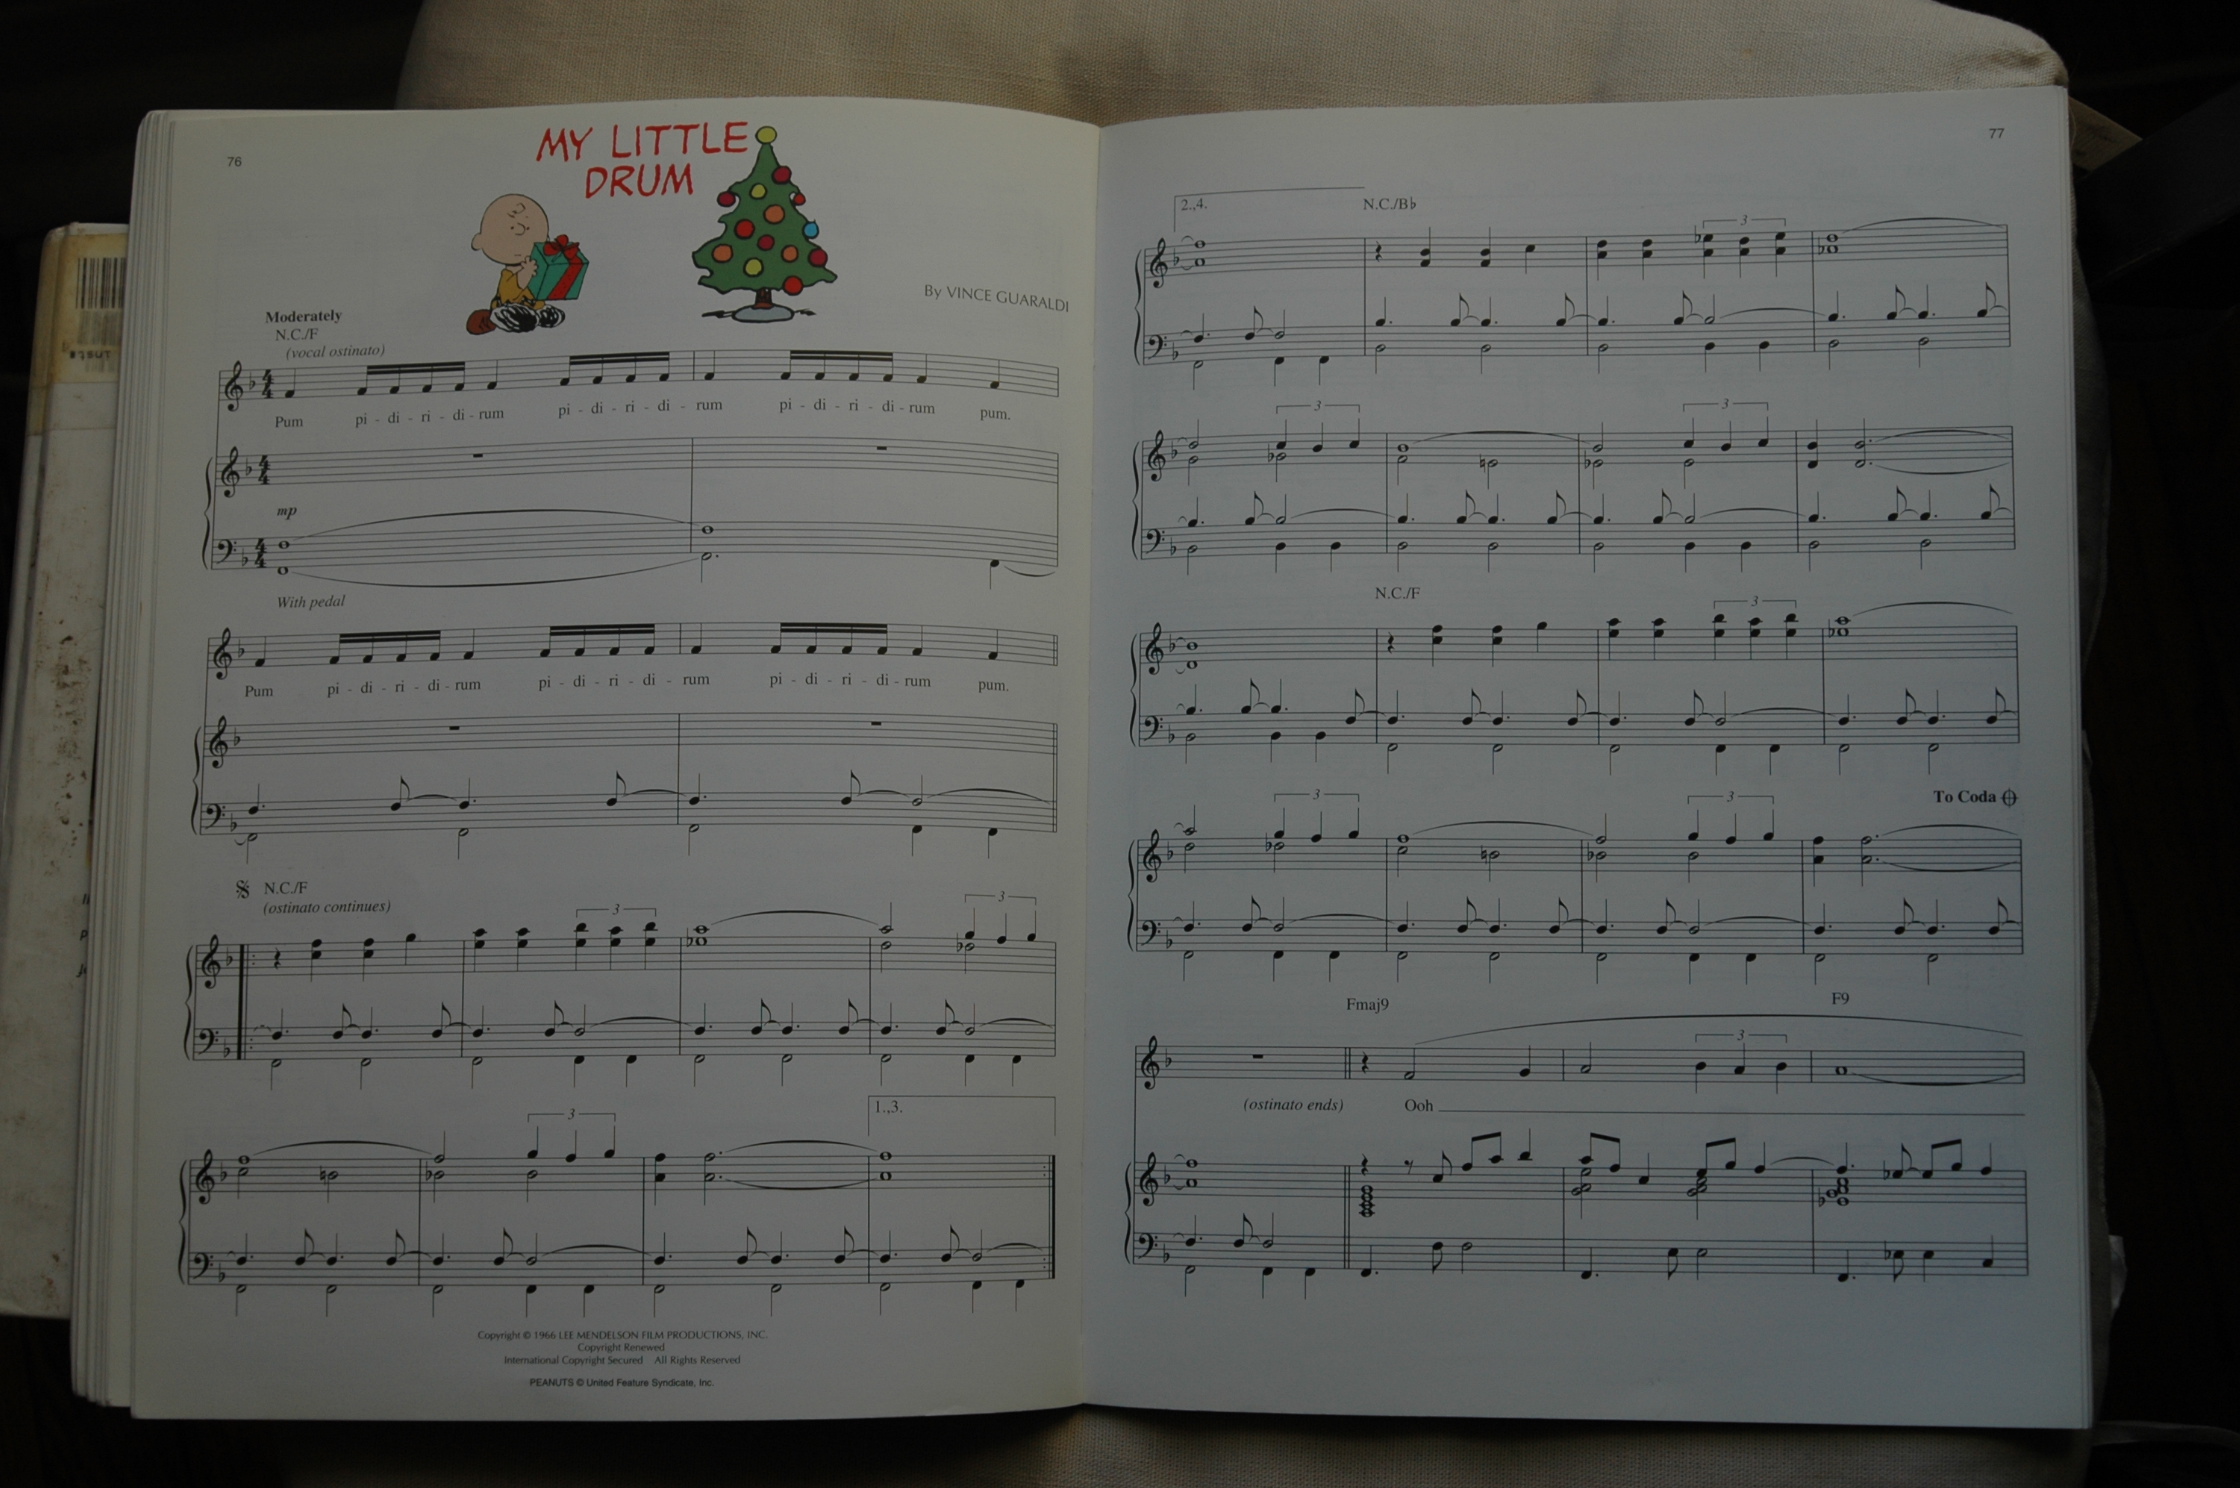 76
MY LITTLE
DRUM
By VINCE GUARALDI
Moderately
N.C./F
(vocal ostinato)
Pum pi - di - ri - di - rum pi - di - ri - di - rum pi - di - ri - di - rum pum.
mp
With pedal
Pum pi - di - ri - di - rum pi - di - ri - di - rum pi - di - ri - di - rum pum.
N.C./F
(ostinato continues)
3 3
3
1.,3.
Copyright © 1966 LEE MENDELSON FILM PRODUCTIONS, INC.
Copyright Renewed
International Copyright Secured All Rights Reserved
PEANUTS © United Feature Syndicate, Inc.
77
2.,4.
N.C./B♭
3
3 3
N.C./F
3
3 3
To Coda
Fmaj9 F9
3
(ostinato ends) Ooh